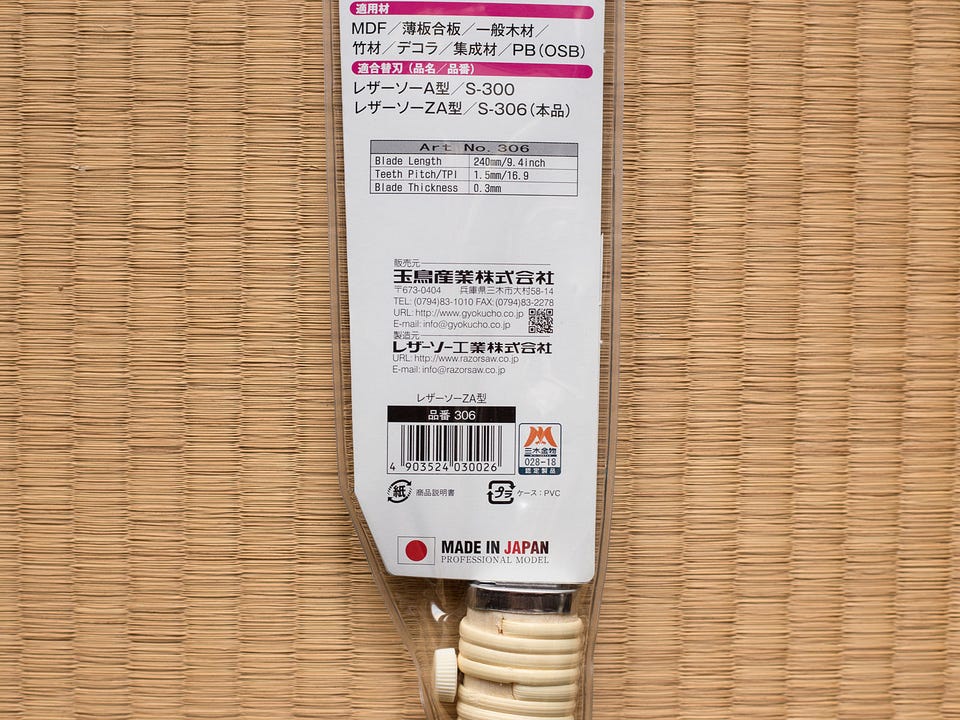 適用材
MDF／薄板合板／一般木材／
竹材／デコラ／集成材／PB（OSB）
適合替刃（品名／品番）
レザーソーA型／S-300
レザーソーZA型／S-306（本品）
Art No. 306
Blade Length 240mm/9.4inch
Teeth Pitch/TPI 1.5mm/16.9
Blade Thickness 0.3mm
販売元
玉鳥産業株式会社
〒673-0404 兵庫県三木市大村58-14
TEL: (0794)83-1010 FAX: (0794)83-2278
URL: http://www.gyokucho.co.jp
E-mail: info@gyokucho.co.jp
製造元
レザーソー工業株式会社
URL: http://www.razorsaw.co.jp
E-mail: info@razorsaw.co.jp
レザーソーZA型
品番 306
4 903524 030026
三木金物
028-18
認定製品
紙 商品説明書
プラ ケース：PVC
MADE IN JAPAN
PROFESSIONAL MODEL